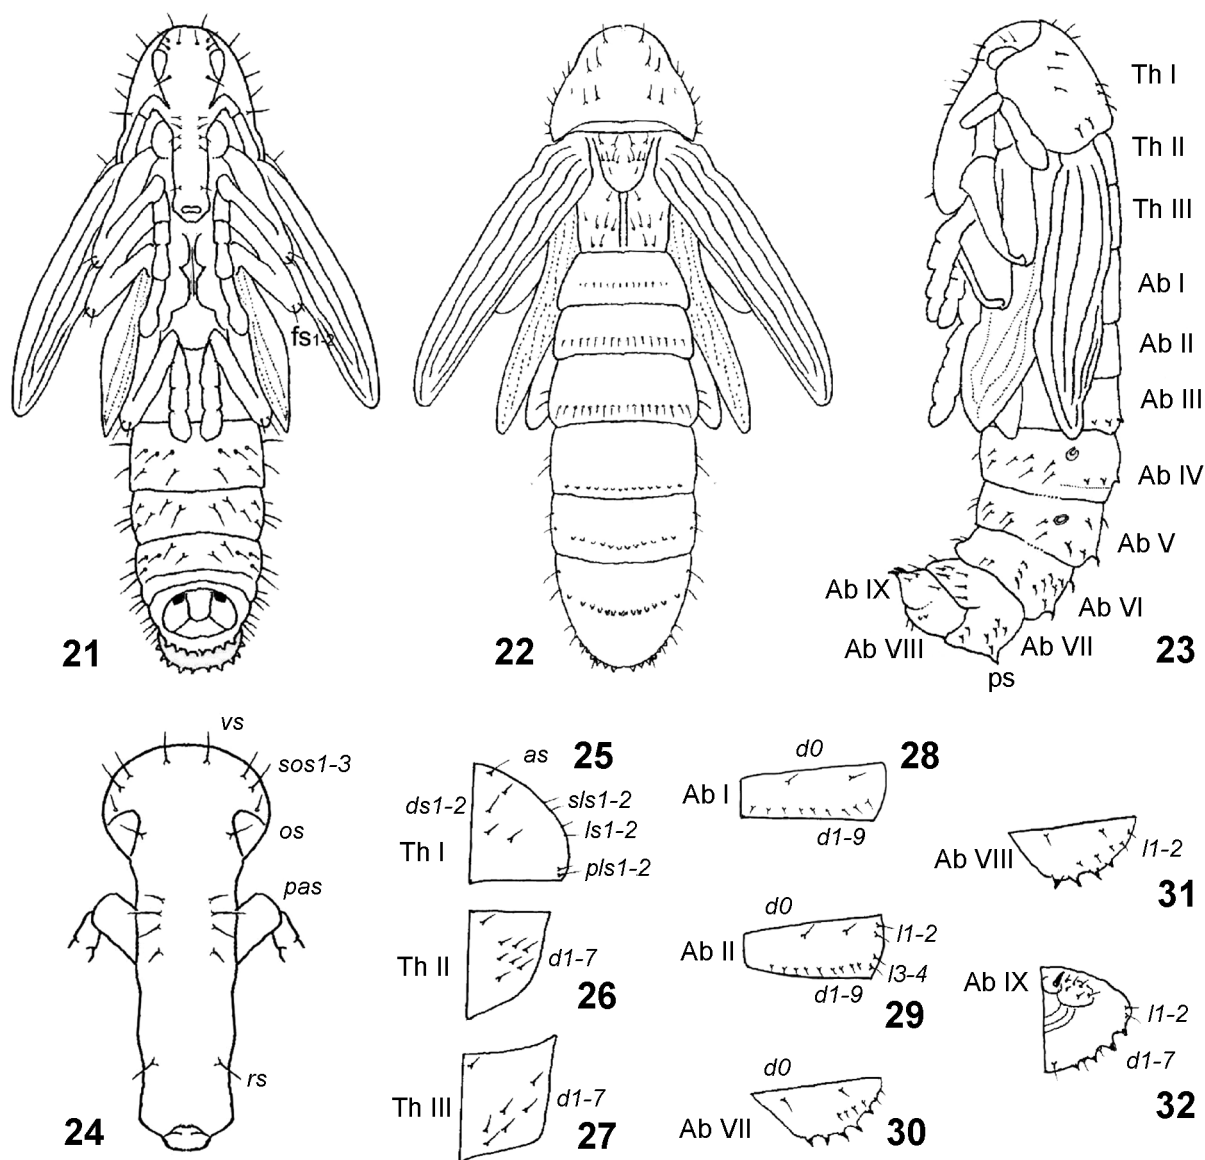 21
fs1-2
22
Th I
Th II
Th III
Ab I
Ab II
Ab III
Ab IV
Ab V
Ab VI
Ab VII
ps
Ab VIII
Ab IX
23
vs
sos1-3
os
pas
rs
24
25
as
ds1-2
sls1-2
ls1-2
pls1-2
Th I
Th II
d1-7
26
Th III
d1-7
27
28
d0
Ab I
d1-9
d0
Ab II
l1-2
l3-4
d1-9
29
d0
Ab VII
30
Ab VIII
l1-2
31
Ab IX
l1-2
d1-7
32